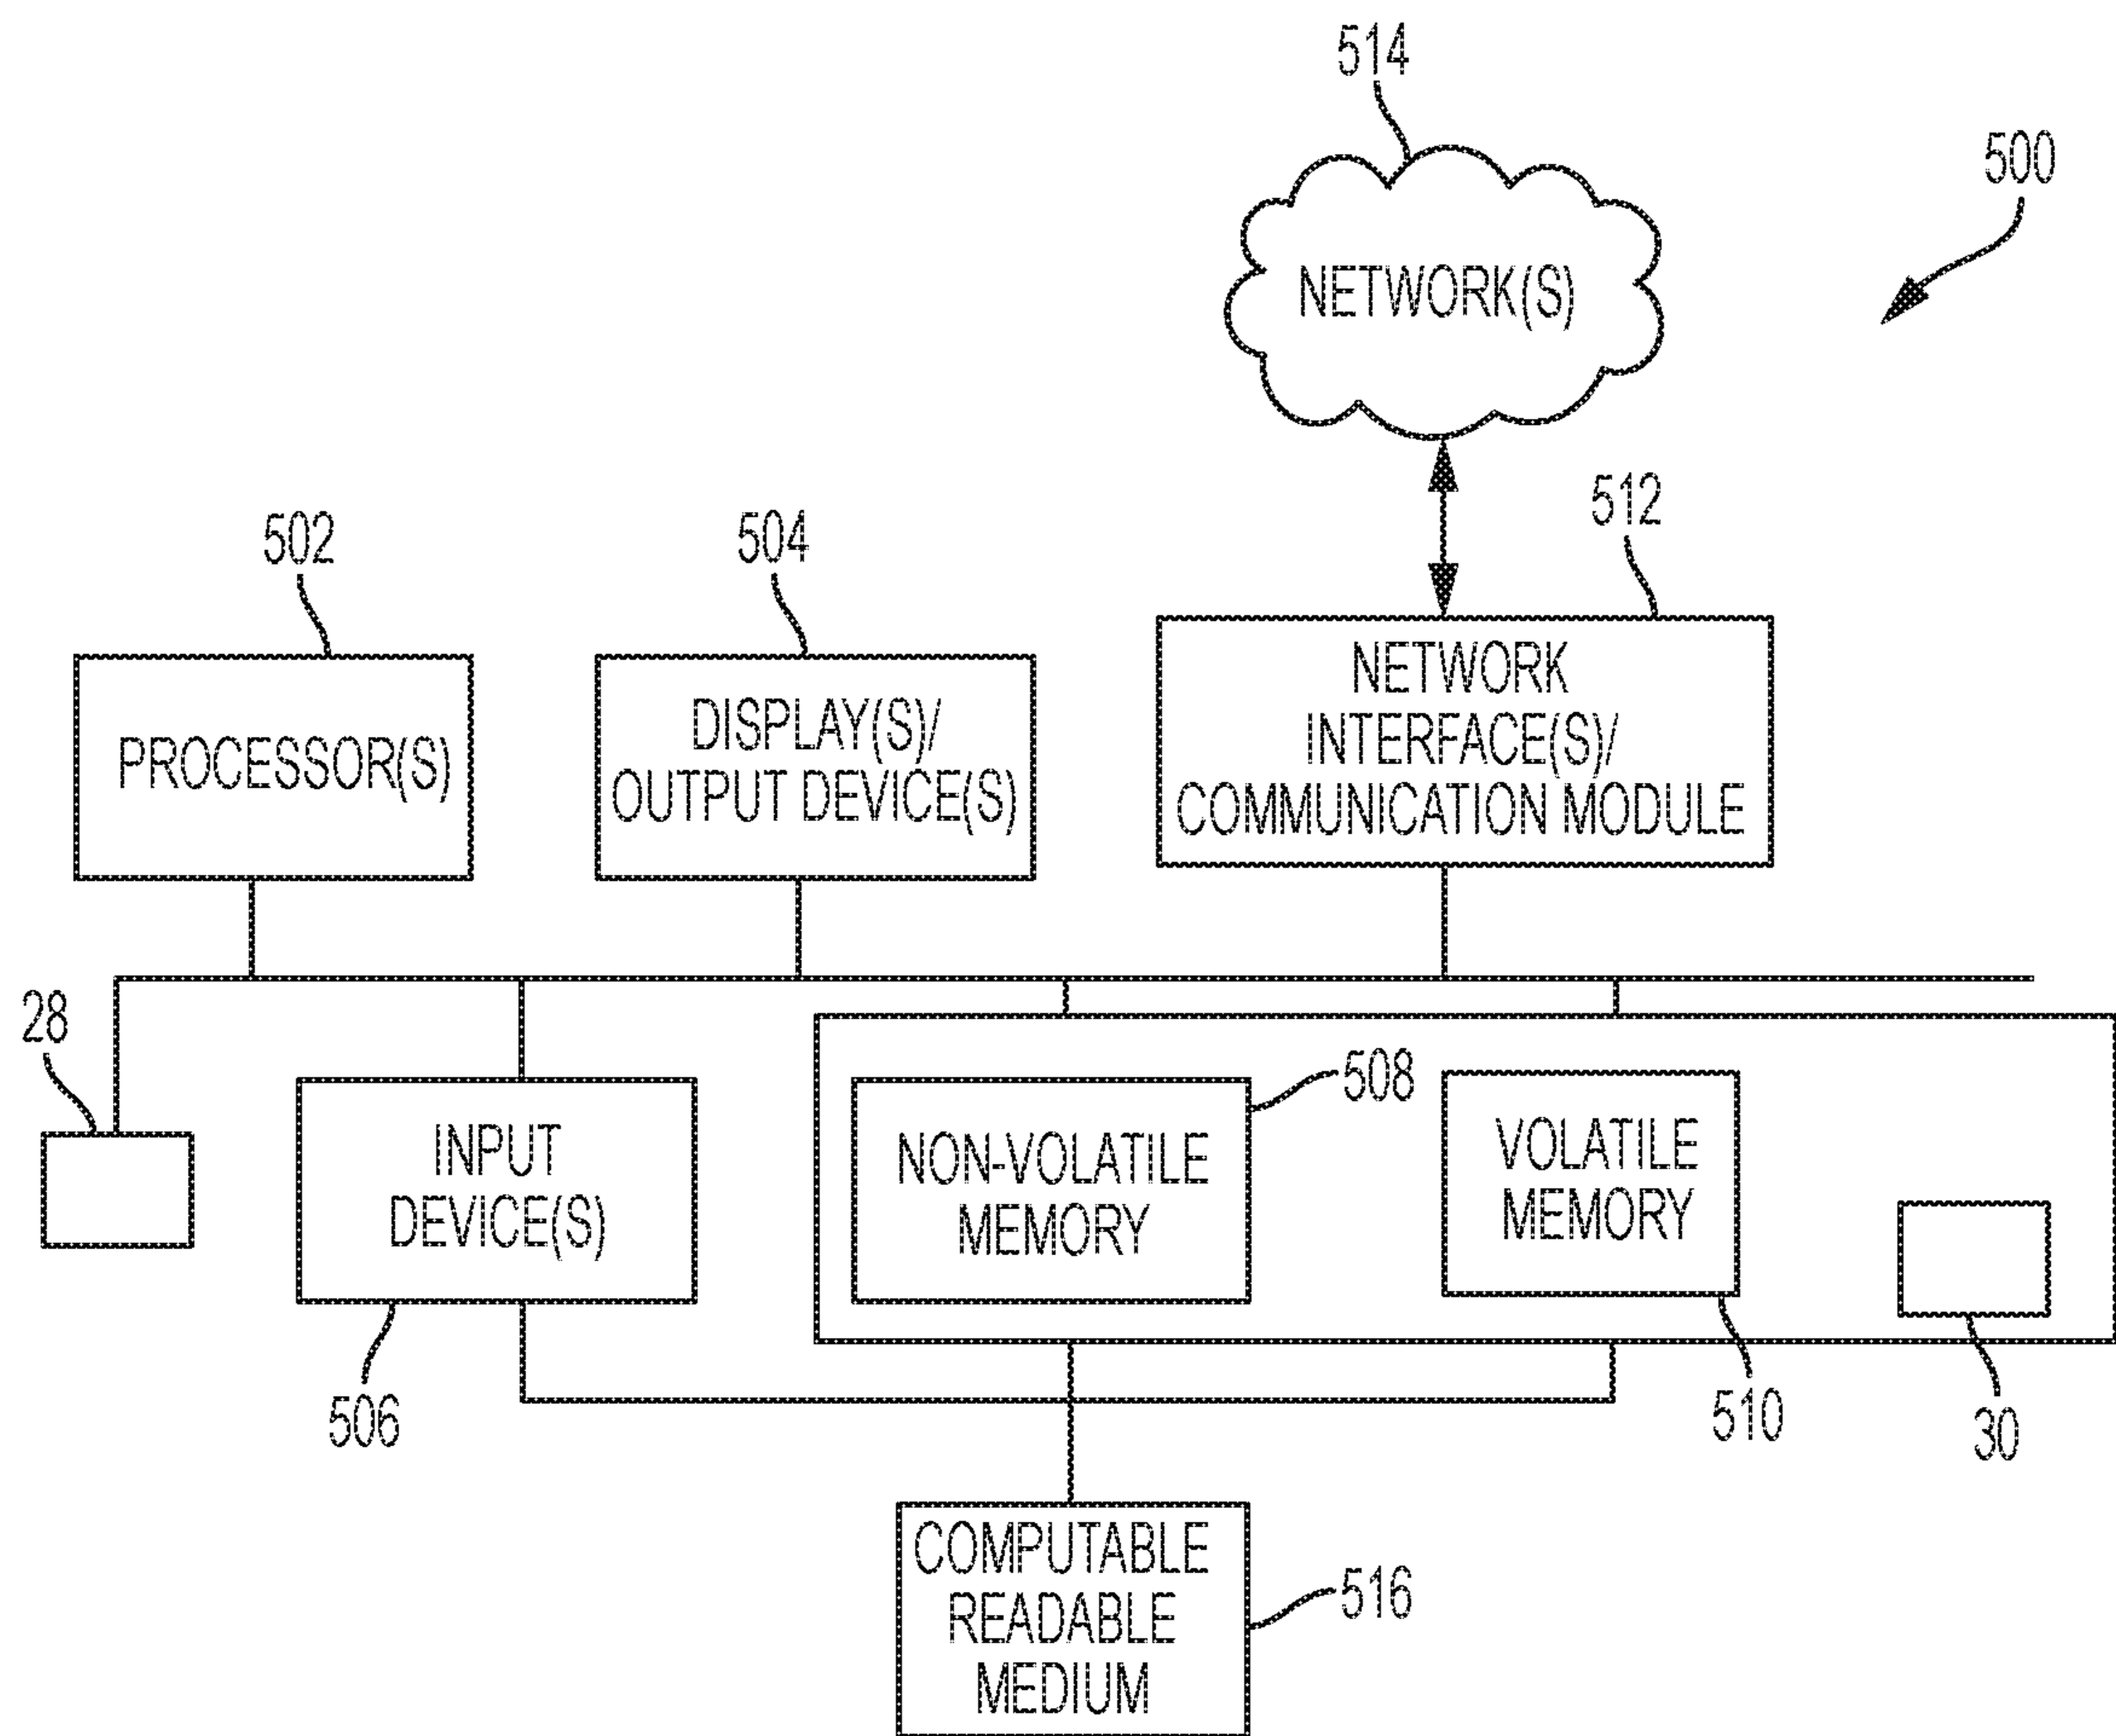 514
500
NETWORK(S)
512
502
504
PROCESSOR(S)
DISPLAY(S)/
OUTPUT DEVICE(S)
NETWORK
INTERFACE(S)/
COMMUNICATION MODULE
28
508
INPUT
DEVICE(S)
NON-VOLATILE
MEMORY
VOLATILE
MEMORY
506
510
30
COMPUTABLE
READABLE
MEDIUM
516